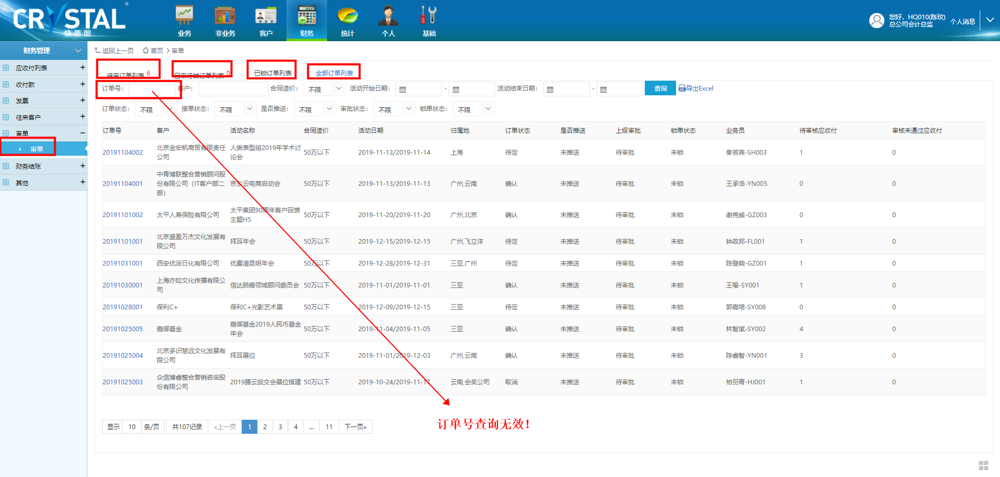 CRYSTAL ®
快思图
业务 非业务 客户 财务 统计 个人 基础
您好，HQ010(陈玟)
总公司会计总监
个人消息
财务管理
应收付列表 +
收付款 +
发票 +
往来客户 +
审单 −
审单
财务结账 +
其他 +
返回上一页 首页 > 审单
待审订单列表 6 已审待锁订单列表 0 已锁订单列表 全部订单列表
订单号： 客户： 合同造价： 不限 活动开始日期： - 活动结束日期： - 查询 导出Excel
订单状态： 不限 接单状态： 不限 是否推送： 不限 审批状态： 不限 锁单状态： 不限
订单号 客户 活动名称 合同造价 活动日期 归属地 订单状态 是否推送 上级审批 锁单状态 业务员 待审核应收付 审核未通过应收付
20191104002 北京金宏帆商贸有限责任公司 人类表型组2019年学术讨论会 50万以下 2019-11-13/2019-11-14 上海 待定 未推送 待审批 未锁 秦若宾-SH003 1 0
20191104001 中青博联整合营销顾问股份有限公司（IT客户部二部） 京东云电商启动会 50万以下 2019-11-13/2019-11-13 广州,云南 确认 未推送 待审批 未锁 王承浩-YN005 0 0
20191101002 太平人寿保险有限公司 太平集团90周年客户回馈主题H5 50万以下 2019-11-20/2019-11-20 广州,北京 确认 未推送 待审批 未锁 谢尧威-GZ003 0 0
20191101001 北京盛盈万杰文化发展有限公司 拜耳年会 50万以下 2019-12-15/2019-12-15 广州,飞立洋 待定 未推送 待审批 未锁 钟政邦-FL001 1 0
20191031001 西安优派日化有限公司 优露清昆明年会 50万以下 2019-12-28/2019-12-31 三亚,广州 待定 未推送 待审批 未锁 陈登晓-GZ001 1 0
20191030001 上海亦如文化传播有限公司 信达肺癌领域顾问委员会 50万以下 2019-11-01/2019-11-01 三亚 确认 未推送 待审批 未锁 王喻-SY001 1 0
20191028001 保利C+ 保利C+光影艺术展 50万以下 2019-12-09/2019-12-15 三亚 待定 未推送 待审批 未锁 郭嘉培-SY008 0 0
20191025005 嘉御基金 嘉御基金2019人民币基金年会 50万以下 2019-11-04/2019-11-05 三亚 确认 未推送 待审批 未锁 林智斌-SY002 4 0
20191025004 北京多识慧远文化发展有限公司 拜耳展位 50万以下 2019-11-01/2019-12-03 广州,云南 确认 未推送 待审批 未锁 陈睿智-YN001 3 0
20191025003 众信博睿整合营销咨询股份有限公司 2019腾云旅交会展位搭建 50万以下 2019-10-24/2019-11-17 云南,会奖公司 取消 未推送 待审批 未锁 柏羽青-HJ001 1 0
订单号查询无效！
显示 10 条/页 共107记录 «上一页 1 2 3 4 ... 11 下一页»